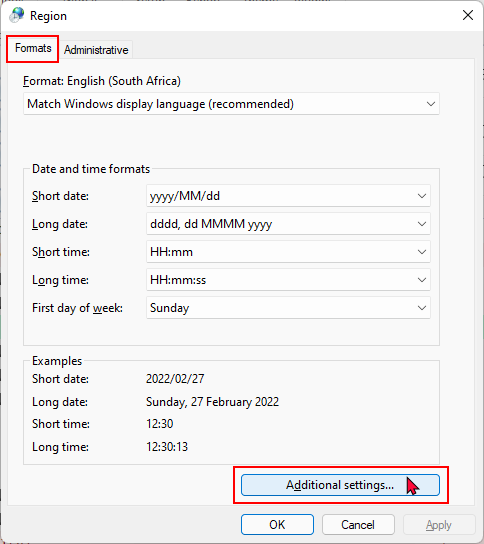 Region
Formats
Administrative
Format: English (South Africa)
Match Windows display language (recommended)
Date and time formats
Short date: yyyy/MM/dd
Long date: dddd, dd MMMM yyyy
Short time: HH:mm
Long time: HH:mm:ss
First day of week: Sunday
Examples
Short date: 2022/02/27
Long date: Sunday, 27 February 2022
Short time: 12:30
Long time: 12:30:13
Additional settings...
OK Cancel Apply